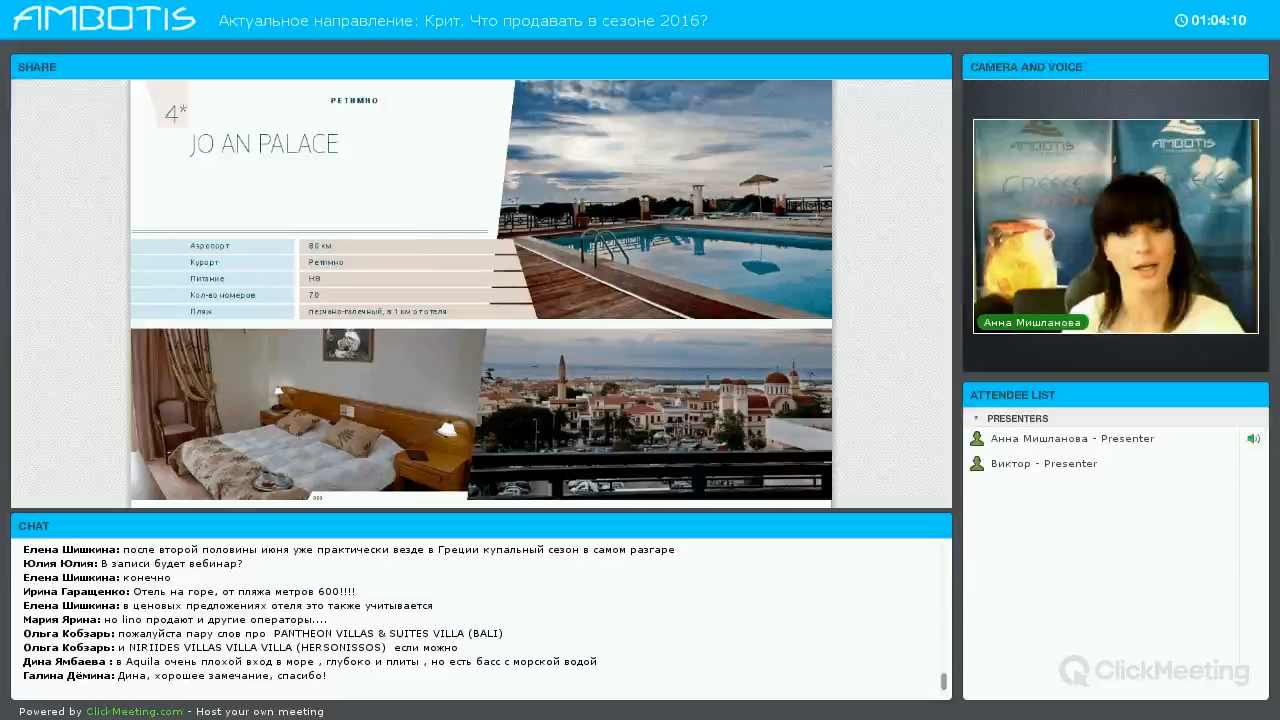 AMBOTIS
Актуальное направление: Крит. Что продавать в сезоне 2016?
01:04:10
SHARE
4*
РЕТИМНО
JO AN PALACE
Аэропорт 80 км
Курорт Ретимно
Питание HB
Кол-во номеров 70
Пляж песчано-галечный, в 1 км от отеля
CAMERA AND VOICE
AMBOTIS
AMBOTIS
GREECE
Анна Мишланова
ATTENDEE LIST
PRESENTERS
Анна Мишланова - Presenter
Виктор - Presenter
CHAT
Елена Шишкина: после второй половины июня уже практически везде в Греции купальный сезон в самом разгаре
Юлия Юлия: В записи будет вебинар?
Елена Шишкина: конечно
Ирина Гаращенко: Отель на горе, от пляжа метров 600!!!!
Елена Шишкина: в ценовых предложениях отеля это также учитывается
Мария Ярина: но lino продают и другие операторы....
Ольга Кобзарь: пожалуйста пару слов про PANTHEON VILLAS & SUITES VILLA (BALI)
Ольга Кобзарь: и NIRIIDES VILLAS VILLA VILLA (HERSONISSOS) если можно
Дина Ямбаева : в Aquila очень плохой вход в море , глубоко и плиты , но есть басс с морской водой
Галина Дёмина: Дина, хорошее замечание, спасибо!
ClickMeeting
Powered by ClickMeeting.com - Host your own meeting